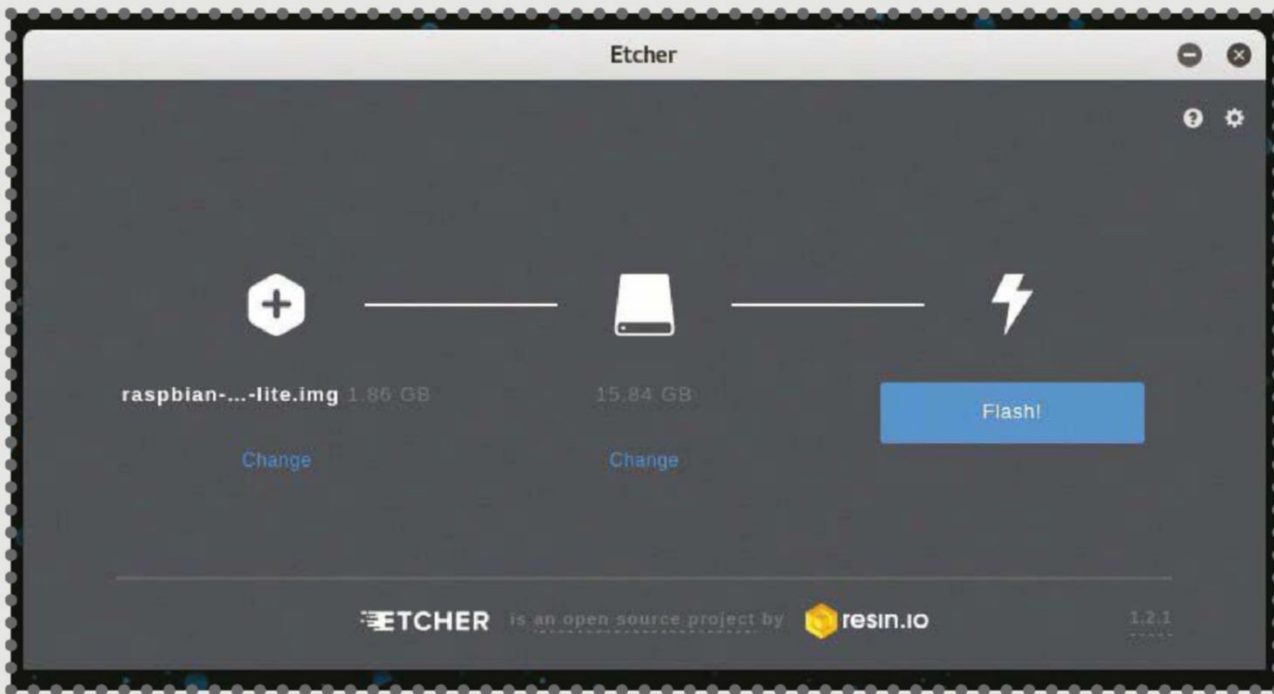 Etcher
raspbian-...-lite.img 1.86 GB
15.84 GB
Flash!
Change
Change
ETCHER is an open source project by resin.io
1.2.1